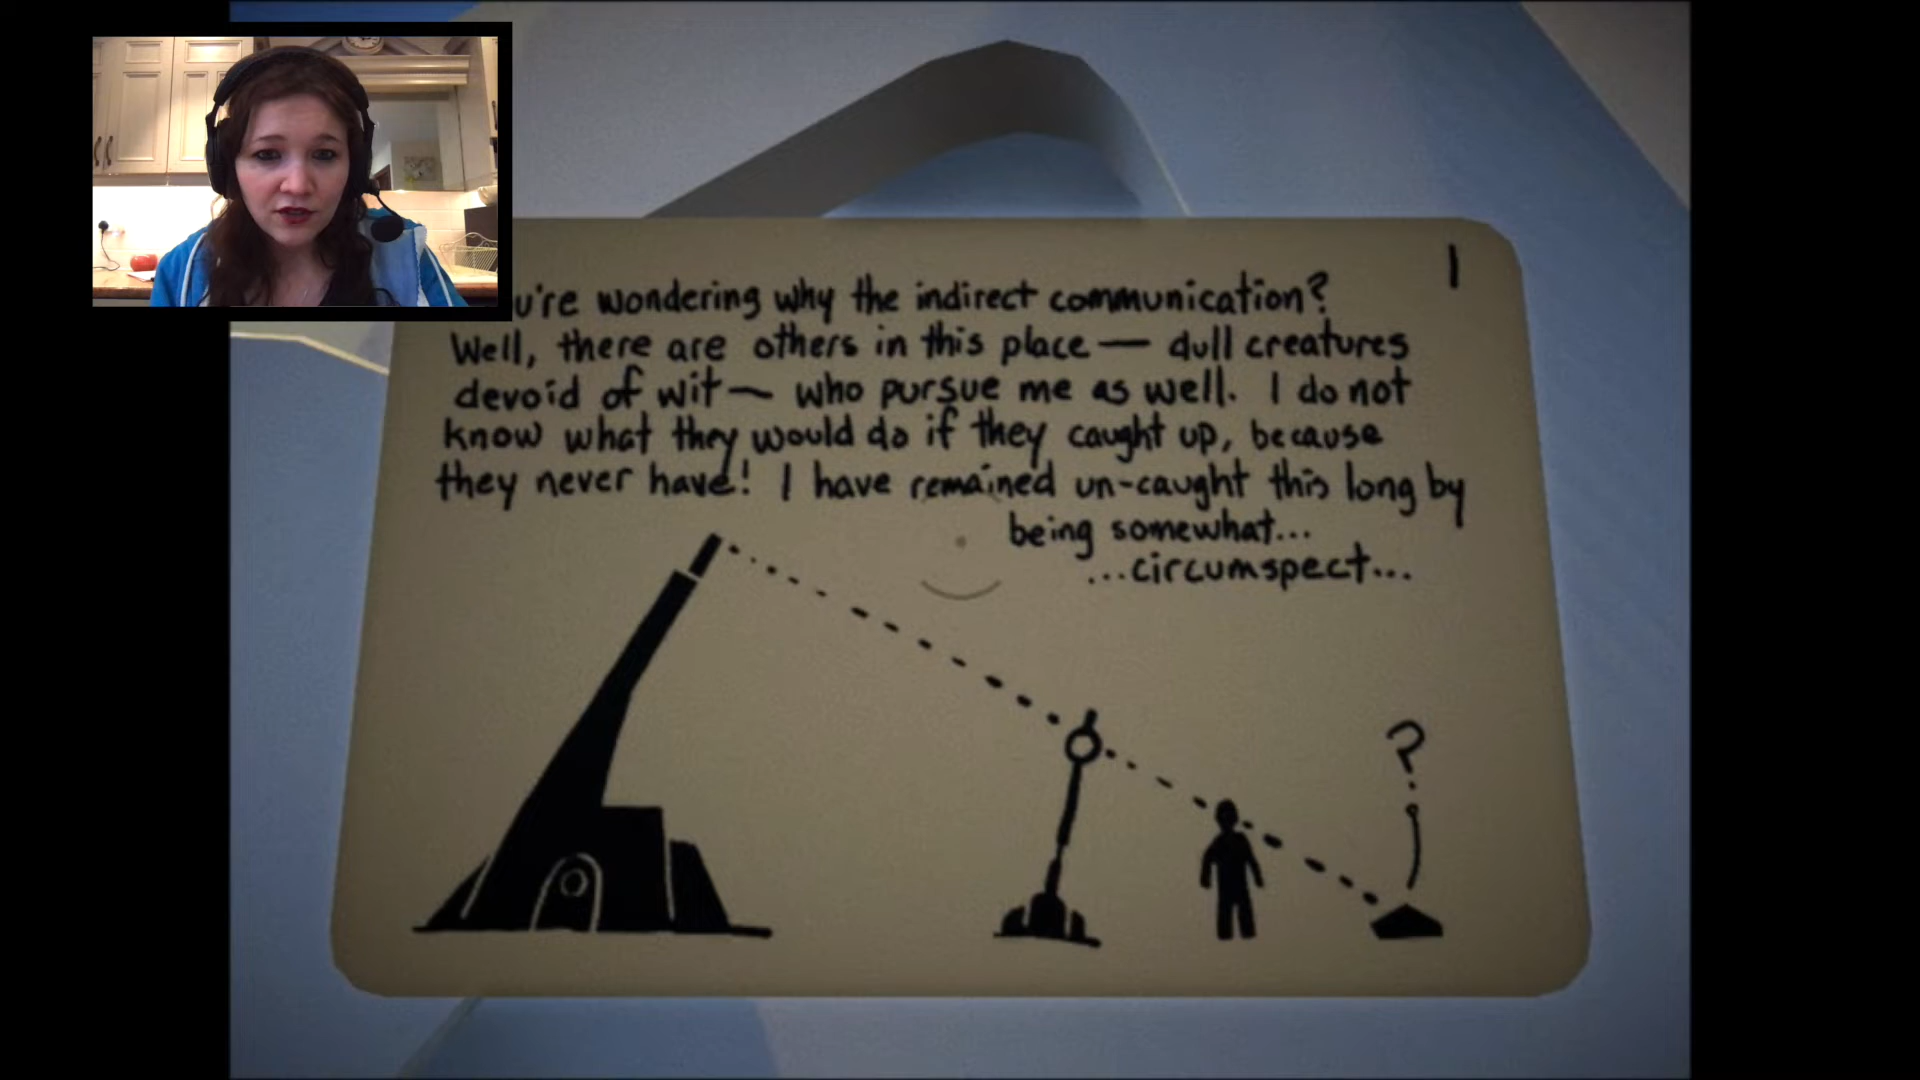 1
u're wondering why the indirect communication?
Well, there are others in this place — dull creatures
devoid of wit — who pursue me as well. I do not
know what they would do if they caught up, because
they never have! I have remained un-caught this long by
being somewhat...
...circumspect...
?